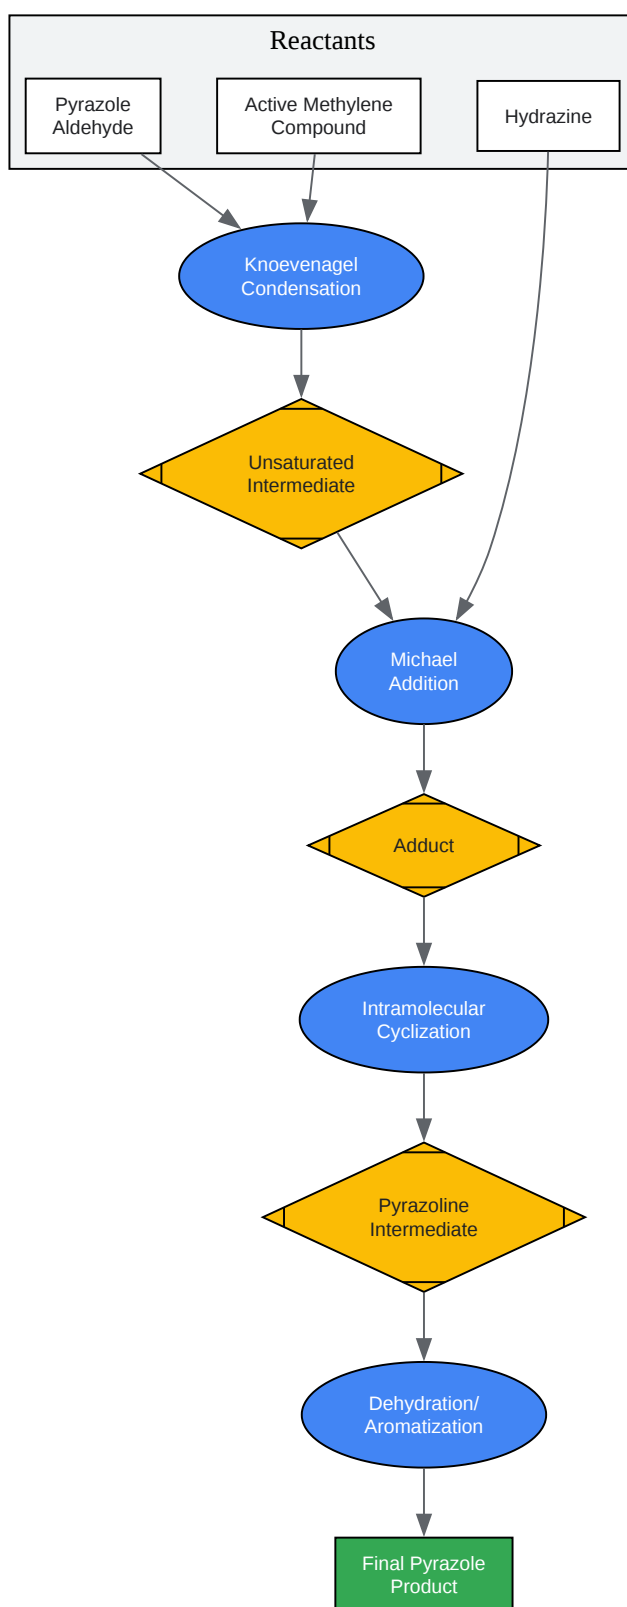 Reactants
Pyrazole
Aldehyde
Active Methylene
Compound
Hydrazine
Knoevenagel
Condensation
Unsaturated
Intermediate
Michael
Addition
Adduct
Intramolecular
Cyclization
Pyrazoline
Intermediate
Dehydration/
Aromatization
Final Pyrazole
Product